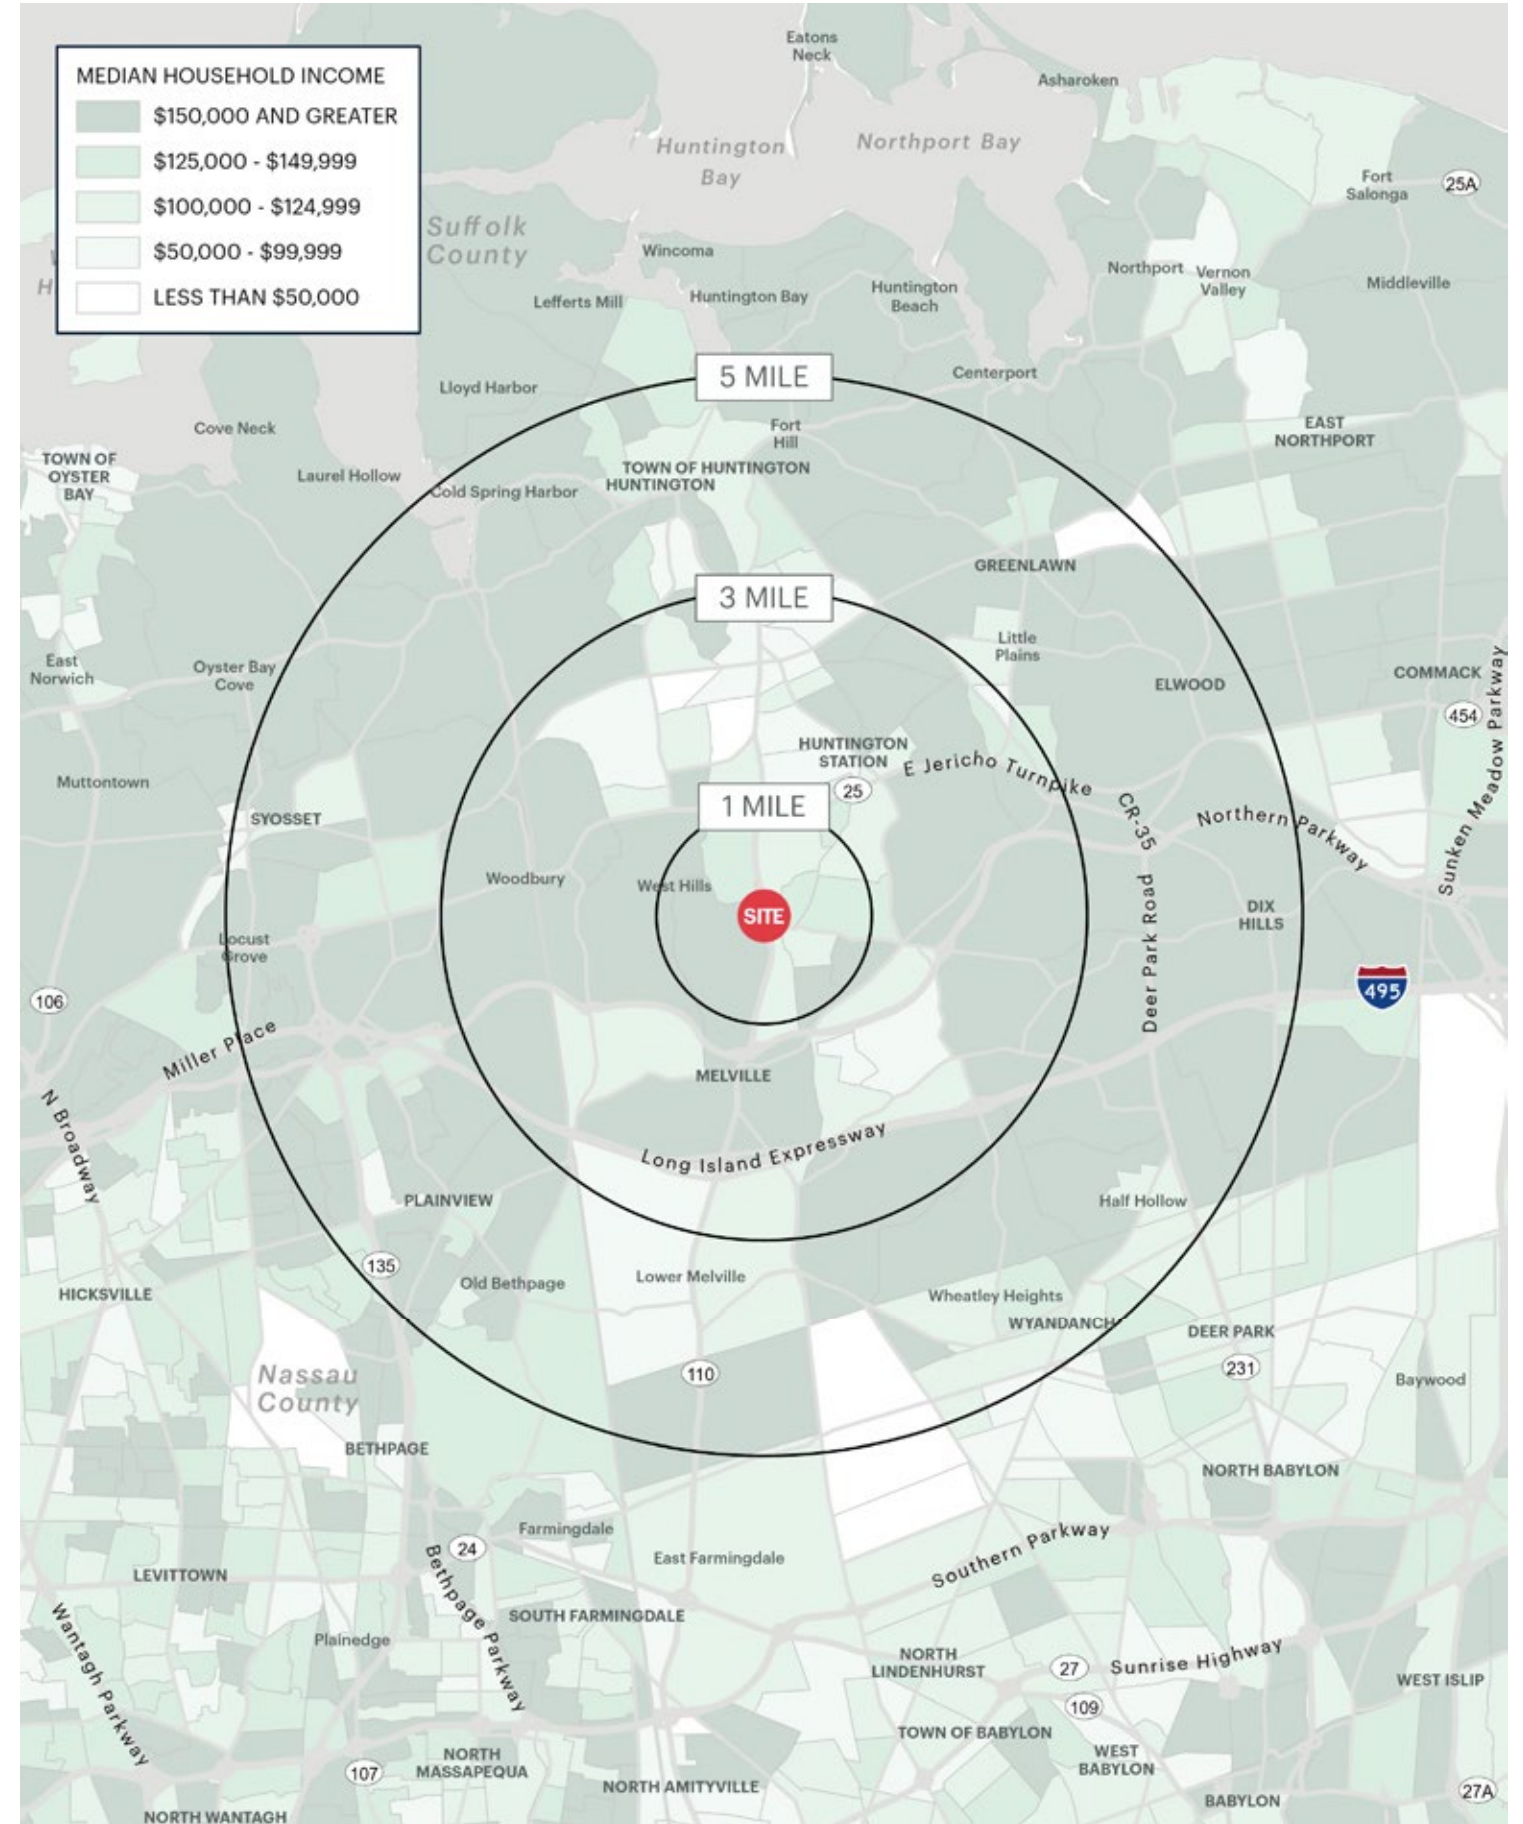 MEDIAN HOUSEHOLD INCOME
$150,000 AND GREATER
$125,000 - $149,999
$100,000 - $124,999
$50,000 - $99,999
LESS THAN $50,000
Eatons
Neck
Asharoken
Huntington
Bay
Northport Bay
Fort
Salonga
25A
Suffolk
County
Wincoma
Northport
Vernon
Valley
Middleville
Lefferts Mill
Huntington Bay
Huntington
Beach
H
5 MILE
Centerport
Lloyd Harbor
Cove Neck
Fort
Hill
EAST
NORTHPORT
TOWN OF
OYSTER
BAY
Laurel Hollow
Cold Spring Harbor
TOWN OF HUNTINGTON
HUNTINGTON
GREENLAWN
3 MILE
Little
Plains
East
Norwich
Oyster Bay
Cove
ELWOOD
COMMACK
454
Sunken Meadow Parkway
Muttontown
HUNTINGTON
STATION
E Jericho Turnpike
25
1 MILE
SYOSSET
CR-35
Northern Parkway
Woodbury
West Hills
SITE
Deer Park Road
DIX
HILLS
Locust
Grove
106
495
Miller Place
MELVILLE
N Broadway
Long Island Expressway
PLAINVIEW
Half Hollow
135
Old Bethpage
Lower Melville
HICKSVILLE
Wheatley Heights
WYANDANCH
DEER PARK
231
110
Nassau
County
Baywood
BETHPAGE
NORTH BABYLON
Farmingdale
24
Bethpage Parkway
East Farmingdale
Southern Parkway
LEVITTOWN
Wantagh Parkway
SOUTH FARMINGDALE
Plainedge
NORTH
LINDENHURST
27
Sunrise Highway
WEST ISLIP
109
TOWN OF BABYLON
NORTH
MASSAPEQUA
107
WEST
BABYLON
NORTH AMITYVILLE
BABYLON
27A
NORTH WANTAGH